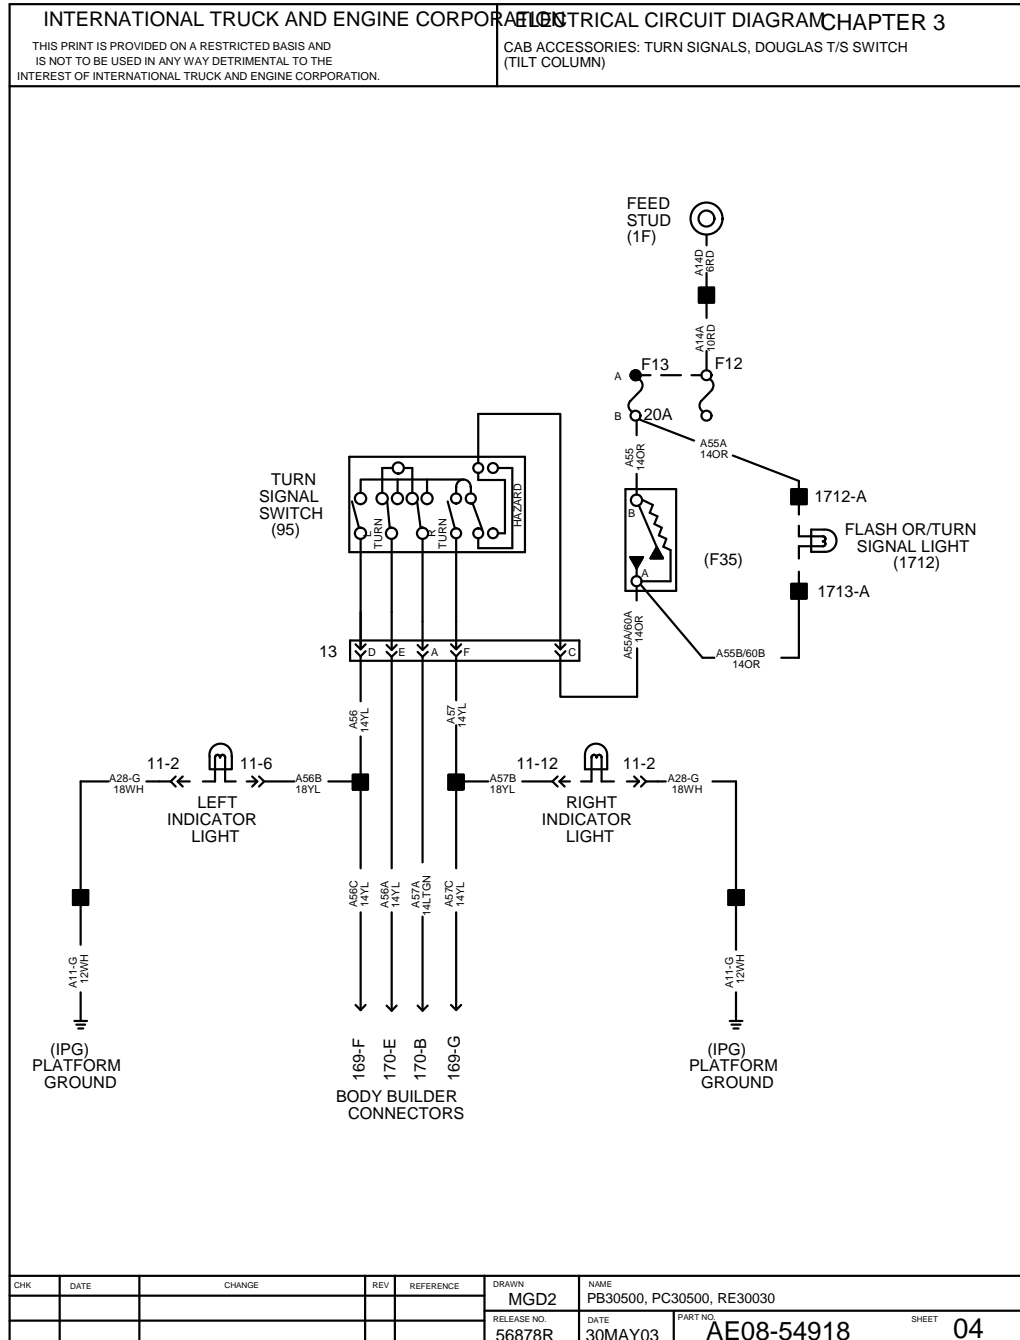 INTERNATIONAL TRUCK AND ENGINE CORPORATION
ELECTRICAL CIRCUIT DIAGRAM
CHAPTER 3
THIS PRINT IS PROVIDED ON A RESTRICTED BASIS AND
IS NOT TO BE USED IN ANY WAY DETRIMENTAL TO THE
INTEREST OF INTERNATIONAL TRUCK AND ENGINE CORPORATION.
CAB ACCESSORIES: TURN SIGNALS, DOUGLAS T/S SWITCH
(TILT COLUMN)
FEED
STUD
(1F)
A14D
6RD
A14A
10RD
F13
F12
A
B
20A
A55
14OR
A55A
14OR
TURN
SIGNAL
SWITCH
(95)
L
TURN
R
TURN
HAZARD
B
A
(F35)
1712-A
FLASH OR/TURN
SIGNAL LIGHT
(1712)
1713-A
A55A/60A
14OR
A55B/60B
14OR
13
D
E
A
F
C
A56
14YL
A57
14YL
11-2
11-6
A28-G
18WH
A56B
18YL
LEFT
INDICATOR
LIGHT
11-12
11-2
A57B
18YL
A28-G
18WH
RIGHT
INDICATOR
LIGHT
A56C
14YL
A56A
14YL
A57A
14LTGN
A57C
14YL
A11-G
12WH
A11-G
12WH
(IPG)
PLATFORM
GROUND
(IPG)
PLATFORM
GROUND
169-F
170-E
170-B
169-G
BODY BUILDER
CONNECTORS
CHK
DATE
CHANGE
REV
REFERENCE
DRAWN
MGD2
NAME
PB30500, PC30500, RE30030
RELEASE NO.
56878R
DATE
30MAY03
PART NO.
AE08-54918
SHEET
04